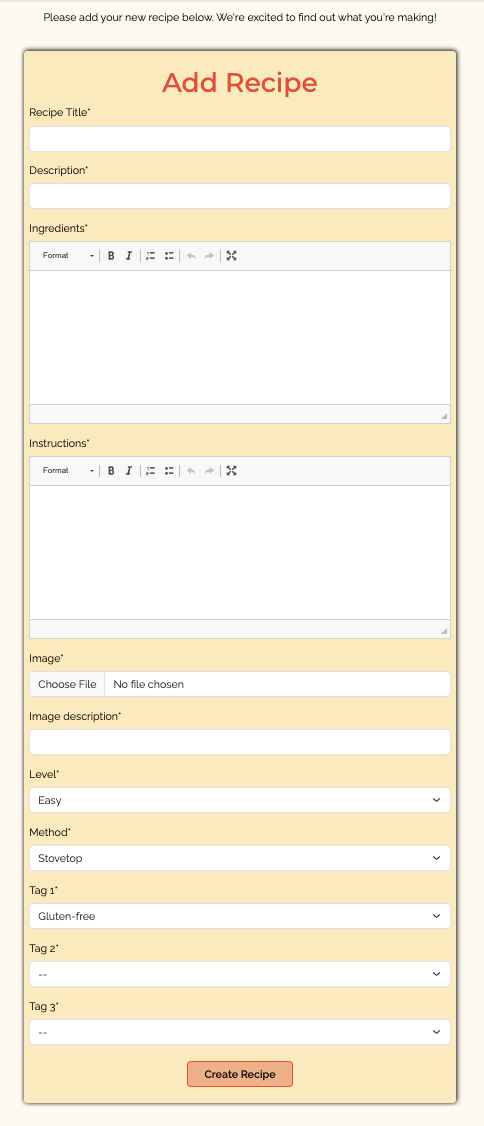 Please add your new recipe below. We're excited to find out what you're making!
Add Recipe
Recipe Title*
Description*
Ingredients*
Format B I
Instructions*
Format B I
Image*
Choose File No file chosen
Image description*
Level*
Easy
Method*
Stovetop
Tag 1*
Gluten-free
Tag 2*
--
Tag 3*
--
Create Recipe